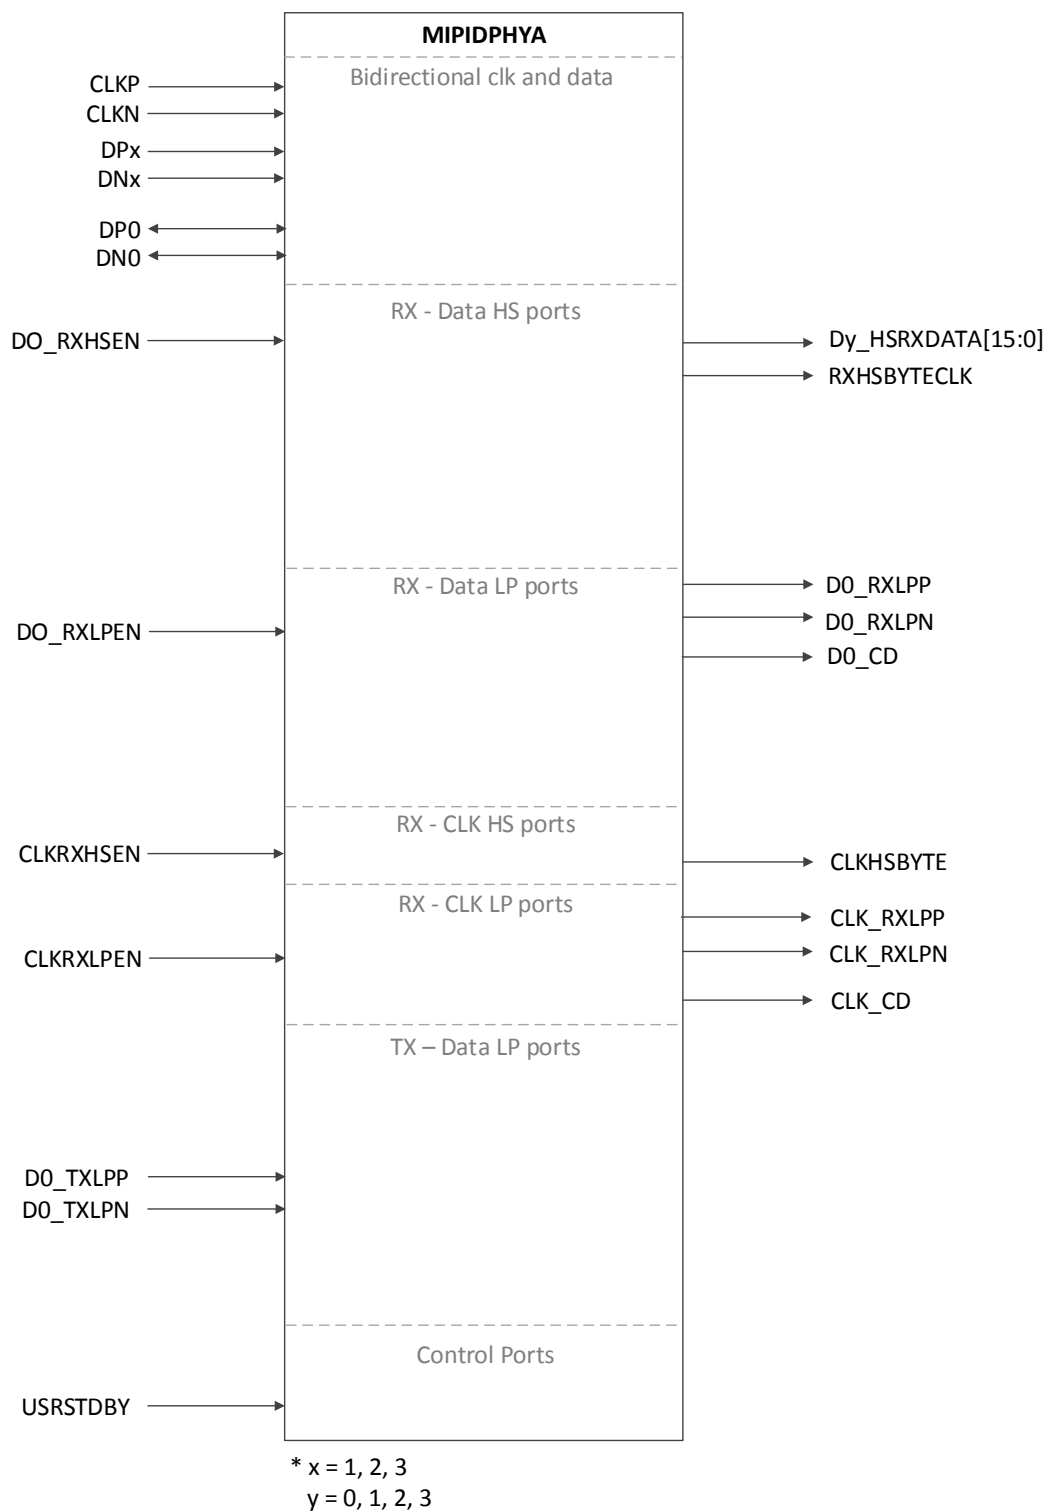 MIPIDPHYA
Bidirectional clk and data
CLKP
CLKN
DPx
DNx
DP0
DN0
RX - Data HS ports
DO_RXHSEN
Dy_HSRXDATA[15:0]
RXHSBYTECLK
RX - Data LP ports
D0_RXLPP
D0_RXLPN
DO_RXLPEN
D0_CD
RX - CLK HS ports
CLKRXHSEN
CLKHSBYTE
RX - CLK LP ports
CLK_RXLPP
CLK_RXLPN
CLKRXLPEN
CLK_CD
TX – Data LP ports
D0_TXLPP
D0_TXLPN
Control Ports
USRSTDBY
* x = 1, 2, 3
y = 0, 1, 2, 3